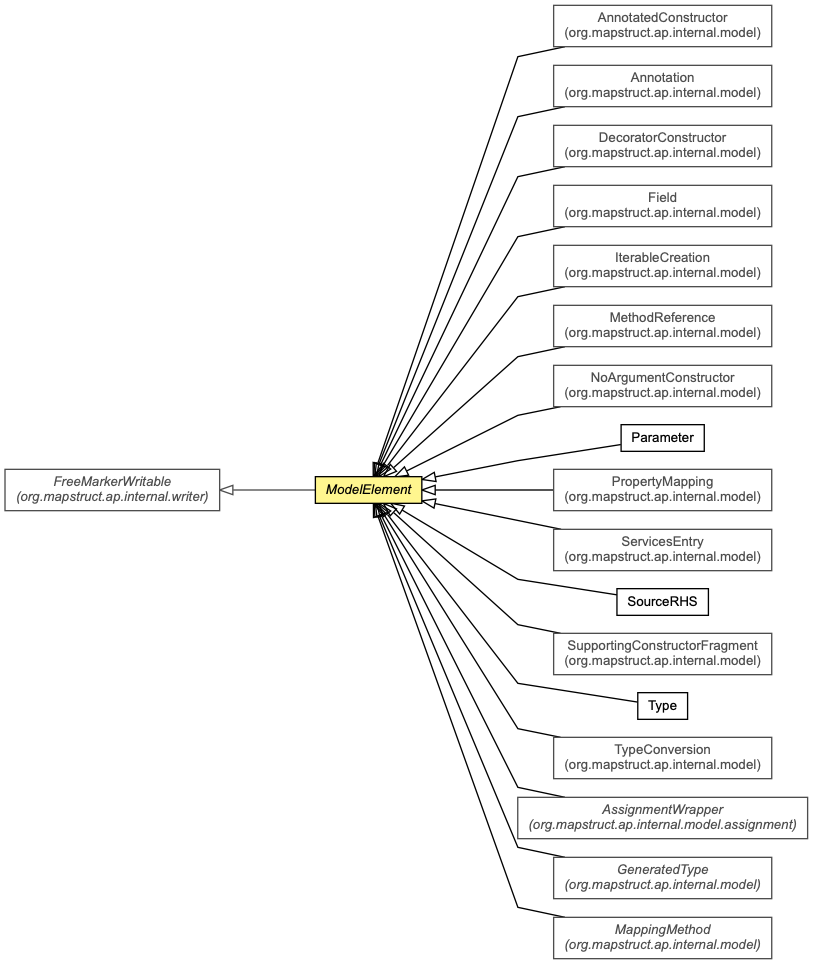 AnnotatedConstructor
(org.mapstruct.ap.internal.model)
Annotation
(org.mapstruct.ap.internal.model)
DecoratorConstructor
(org.mapstruct.ap.internal.model)
Field
(org.mapstruct.ap.internal.model)
IterableCreation
(org.mapstruct.ap.internal.model)
MethodReference
(org.mapstruct.ap.internal.model)
NoArgumentConstructor
(org.mapstruct.ap.internal.model)
Parameter
FreeMarkerWritable
(org.mapstruct.ap.internal.writer)
ModelElement
PropertyMapping
(org.mapstruct.ap.internal.model)
ServicesEntry
(org.mapstruct.ap.internal.model)
SourceRHS
SupportingConstructorFragment
(org.mapstruct.ap.internal.model)
Type
TypeConversion
(org.mapstruct.ap.internal.model)
AssignmentWrapper
(org.mapstruct.ap.internal.model.assignment)
GeneratedType
(org.mapstruct.ap.internal.model)
MappingMethod
(org.mapstruct.ap.internal.model)